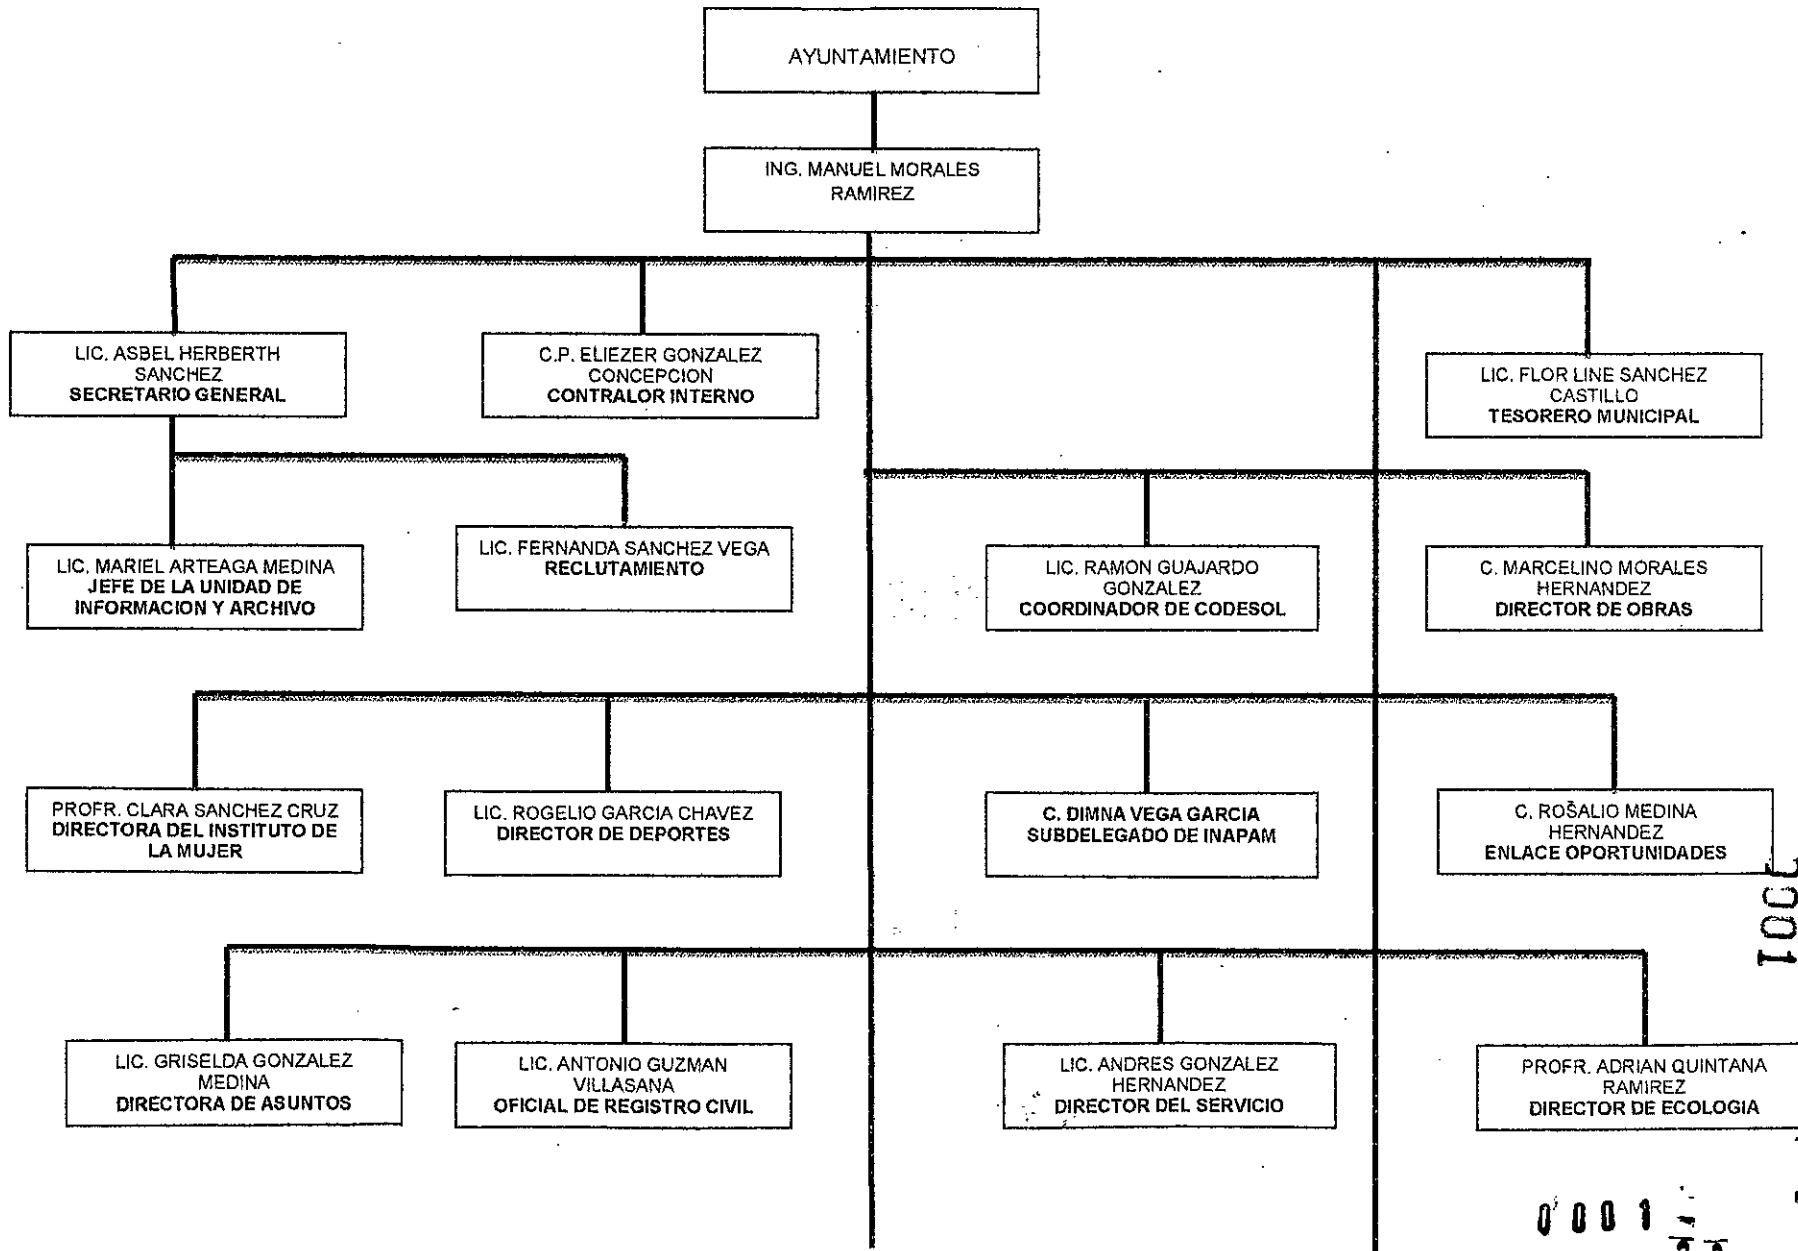 AYUNTAMIENTO
ING. MANUEL MORALES
RAMIREZ
LIC. ASBEL HERBERTH
SANCHEZ
SECRETARIO GENERAL
C.P. ELIEZER GONZALEZ
CONCEPCION
CONTRALOR INTERNO
LIC. FLOR LINE SANCHEZ
CASTILLO
TESORERO MUNICIPAL
LIC. MARIEL ARTEAGA MEDINA
JEFE DE LA UNIDAD DE
INFORMACION Y ARCHIVO
LIC. FERNANDA SANCHEZ VEGA
RECLUTAMIENTO
LIC. RAMON GUAJARDO
GONZALEZ
COORDINADOR DE CODESOL
C. MARCELINO MORALES
HERNANDEZ
DIRECTOR DE OBRAS
PROFR. CLARA SANCHEZ CRUZ
DIRECTORA DEL INSTITUTO DE
LA MUJER
LIC. ROGELIO GARCIA CHAVEZ
DIRECTOR DE DEPORTES
C. DIMNA VEGA GARCIA
SUBDELEGADO DE INAPAM
C. ROSALIO MEDINA
HERNANDEZ
ENLACE OPORTUNIDADES
LIC. GRISELDA GONZALEZ
MEDINA
DIRECTORA DE ASUNTOS
LIC. ANTONIO GUZMAN
VILLASANA
OFICIAL DE REGISTRO CIVIL
LIC. ANDRES GONZALEZ
HERNANDEZ
DIRECTOR DEL SERVICIO
PROFR. ADRIAN QUINTANA
RAMIREZ
DIRECTOR DE ECOLOGIA
0001